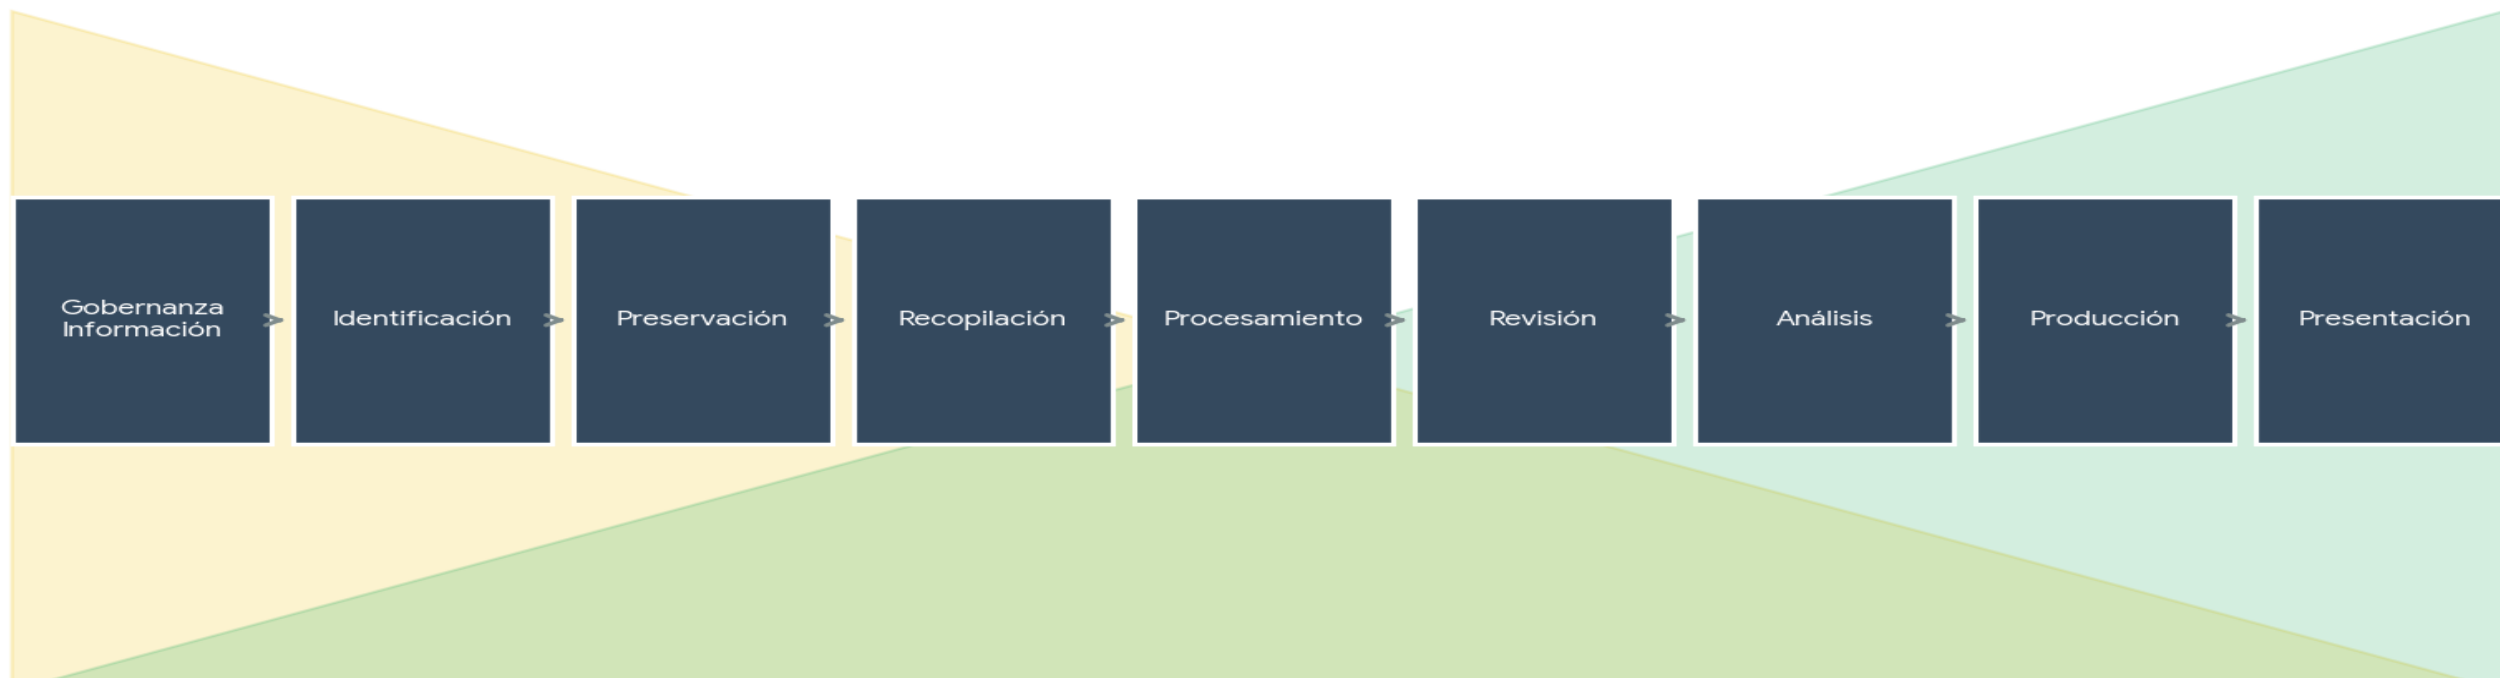 Gobernanza
Información
Identificación
Preservación
Recopilación
Procesamiento
Revisión
Análisis
Producción
Presentación